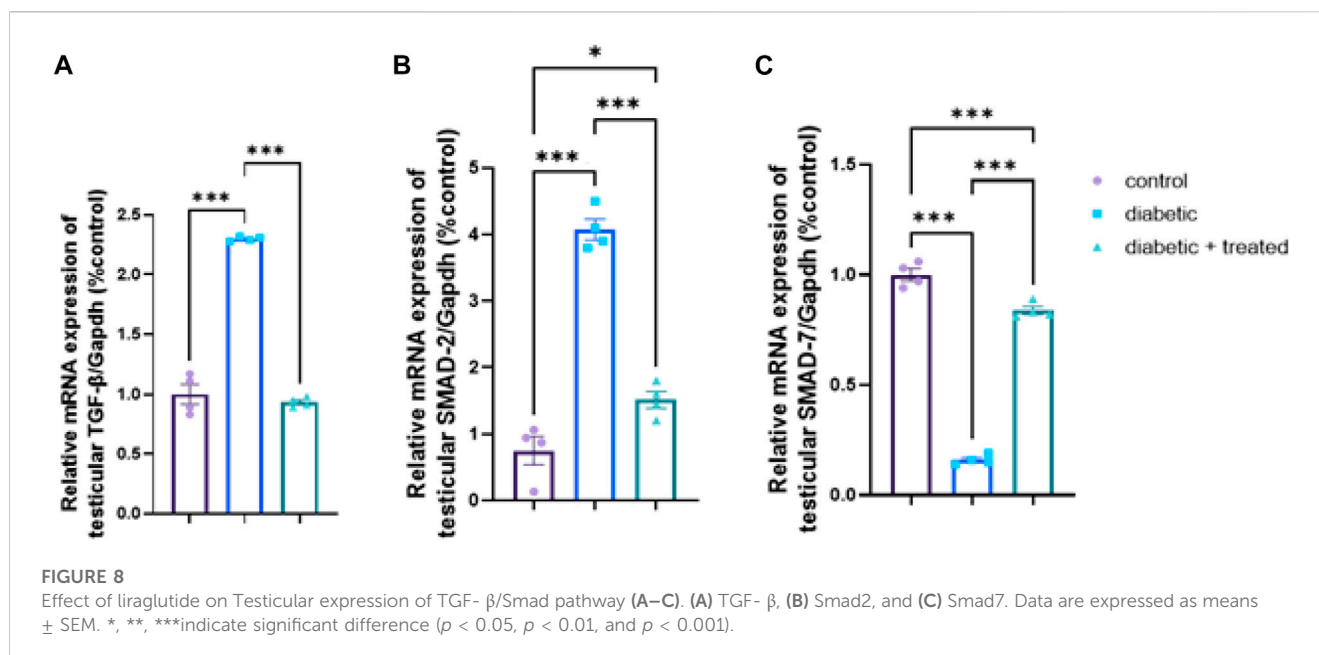 A
Relative mRNA expression of
testicular TGF-β/Gapdh (%control)
2.5
2.0
1.5
1.0
0.5
0.0
***
***
B
Relative mRNA expression of
testicular SMAD-2/Gapdh (%control)
5
4
3
2
1
0
*
***
***
C
Relative mRNA expression of
testicular SMAD-7/Gapdh (%control)
1.5
1.0
0.5
0.0
***
***
***
control
diabetic
diabetic + treated
FIGURE 8
Effect of liraglutide on Testicular expression of TGF- β/Smad pathway (A–C). (A) TGF- β, (B) Smad2, and (C) Smad7. Data are expressed as means
± SEM. *, **, ***indicate significant difference (p < 0.05, p < 0.01, and p < 0.001).